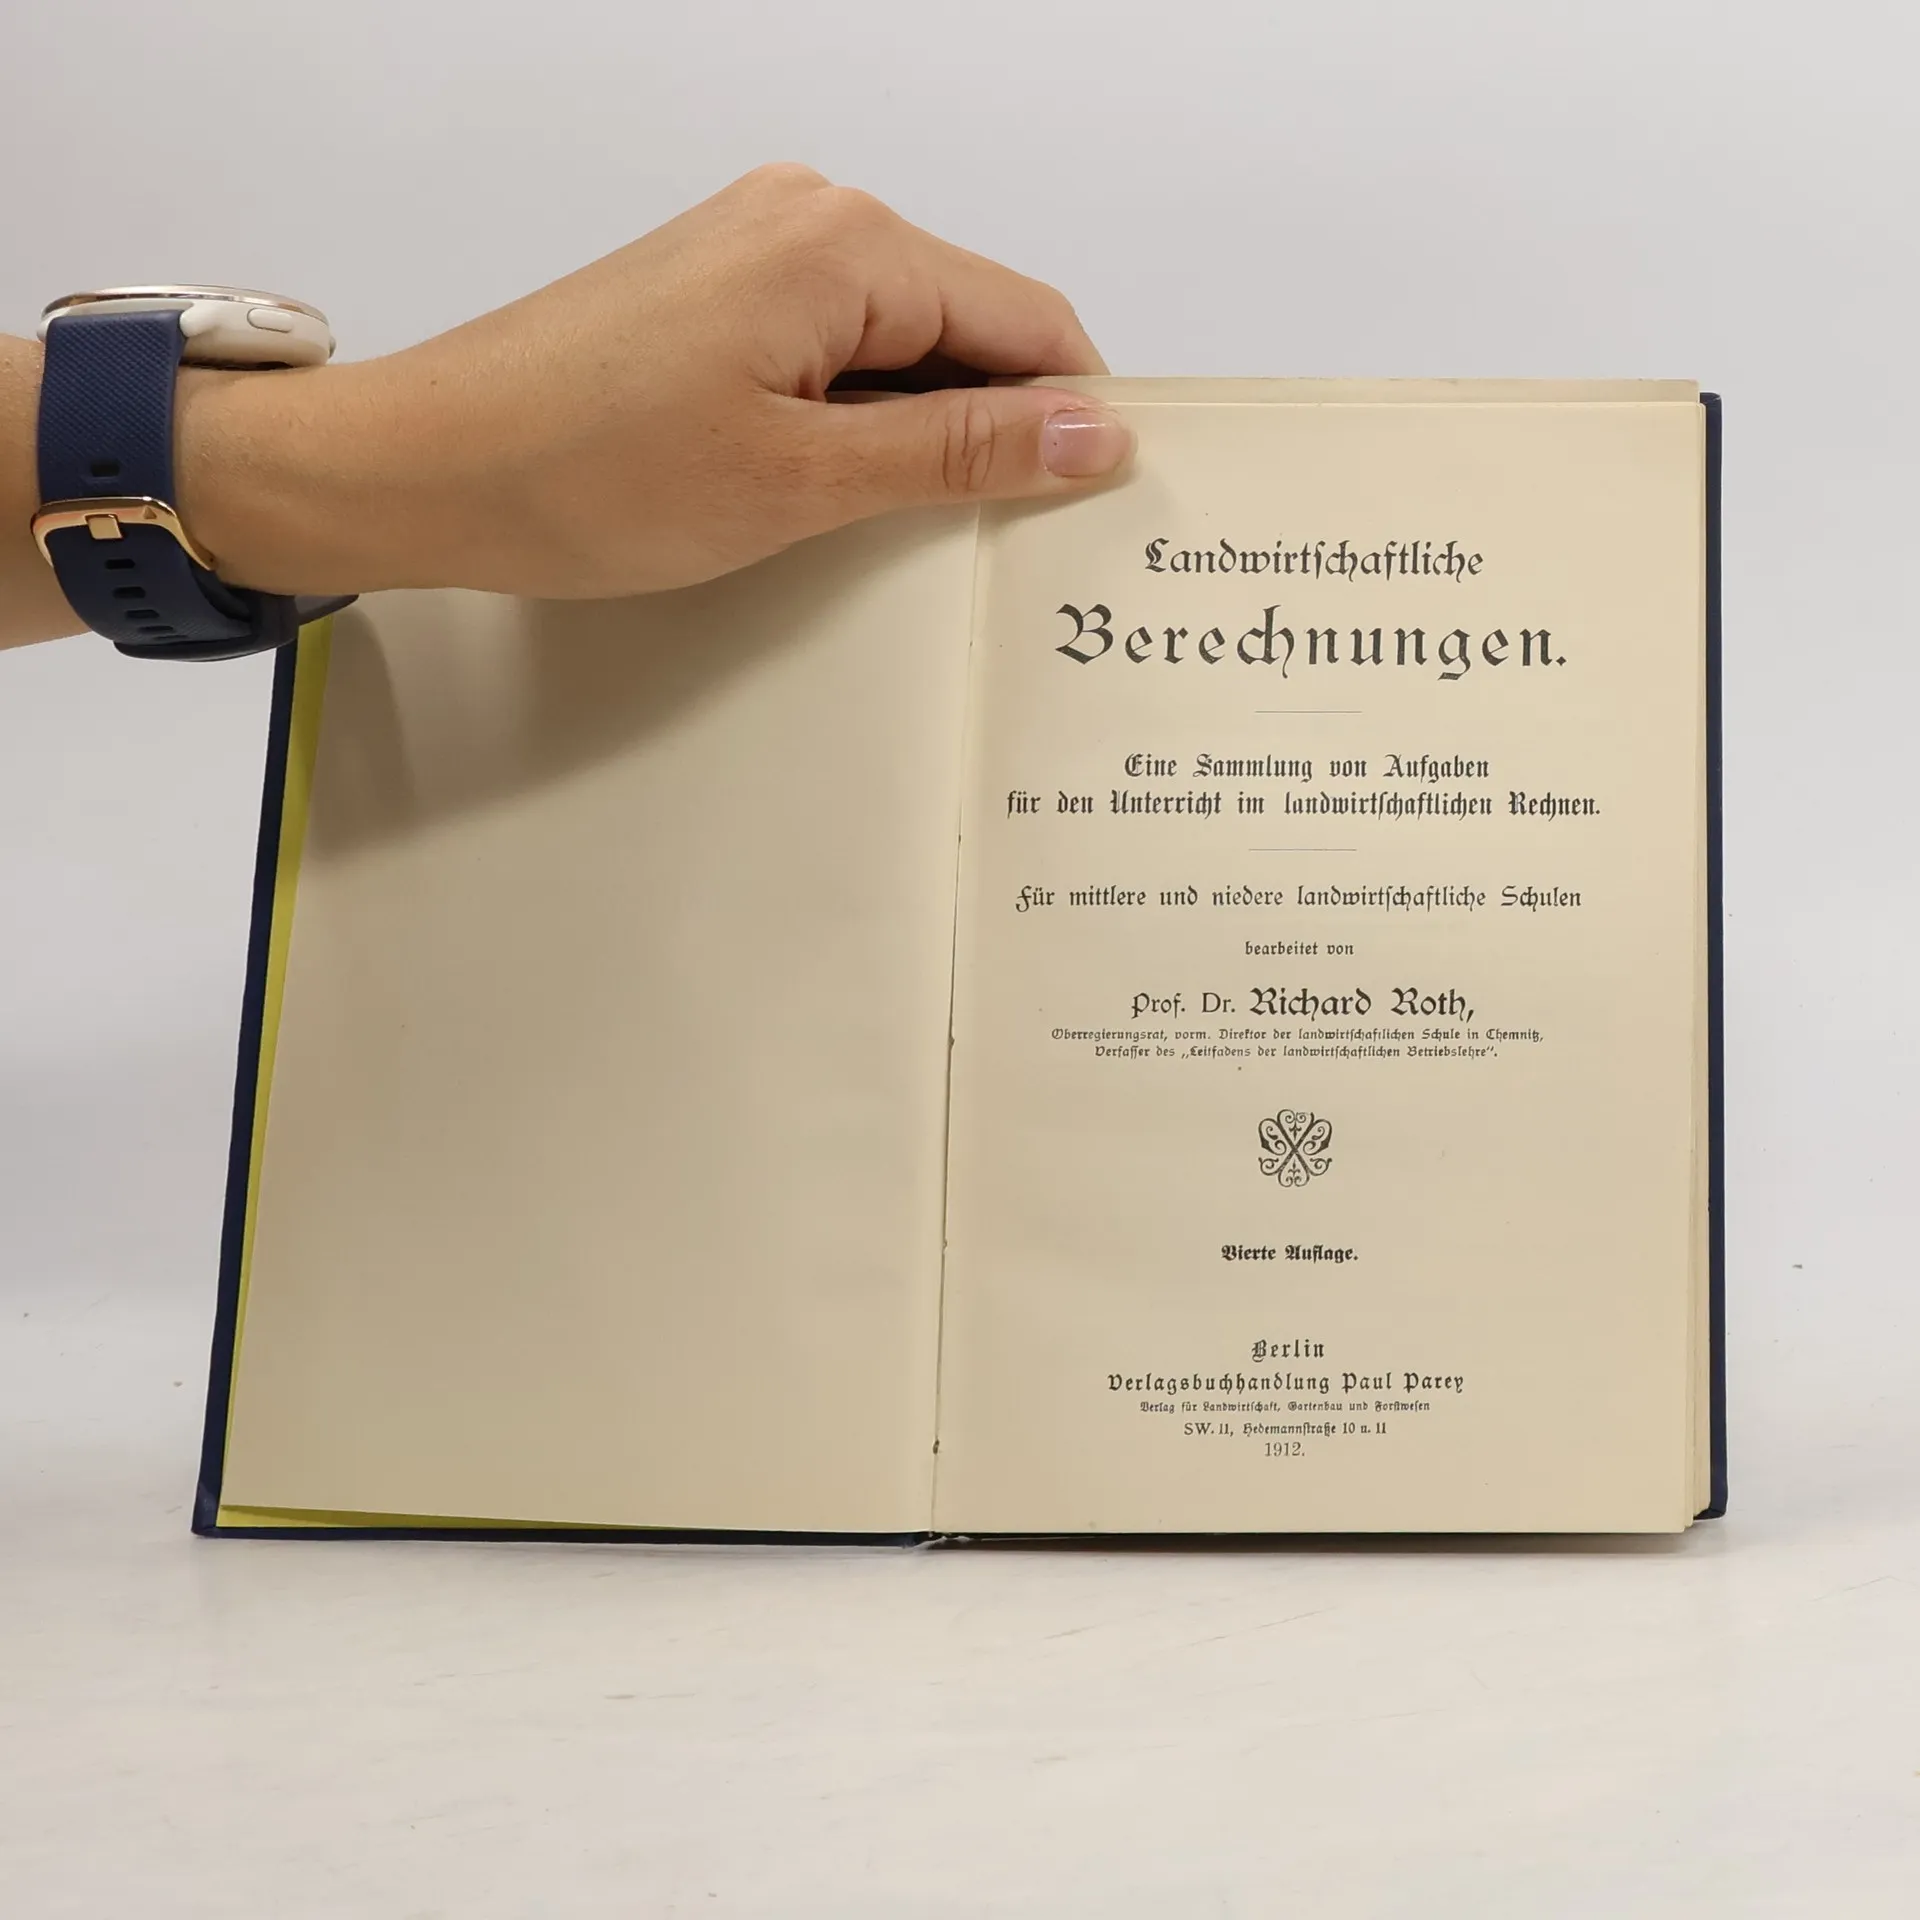 Landwirtschaftliche
Berechnungen.
Eine Sammlung von Aufgaben
für den Unterricht im landwirtschaftlichen Rechnen.
Für mittlere und niedere landwirtschaftliche Schulen
bearbeitet von
Prof. Dr. Richard Roth,
Oberregierungsrat, vorm. Direktor der landwirtschaftlichen Schule in Chemnitz,
Verfasser des „Leitfadens der landwirtschaftlichen Betriebslehre“.
Vierte Auflage.
Berlin
Verlagsbuchhandlung Paul Parey
Verlag für Landwirtschaft, Gartenbau und Forstwesen
SW. 11, Hedemannstraße 10 u. 11
1912.